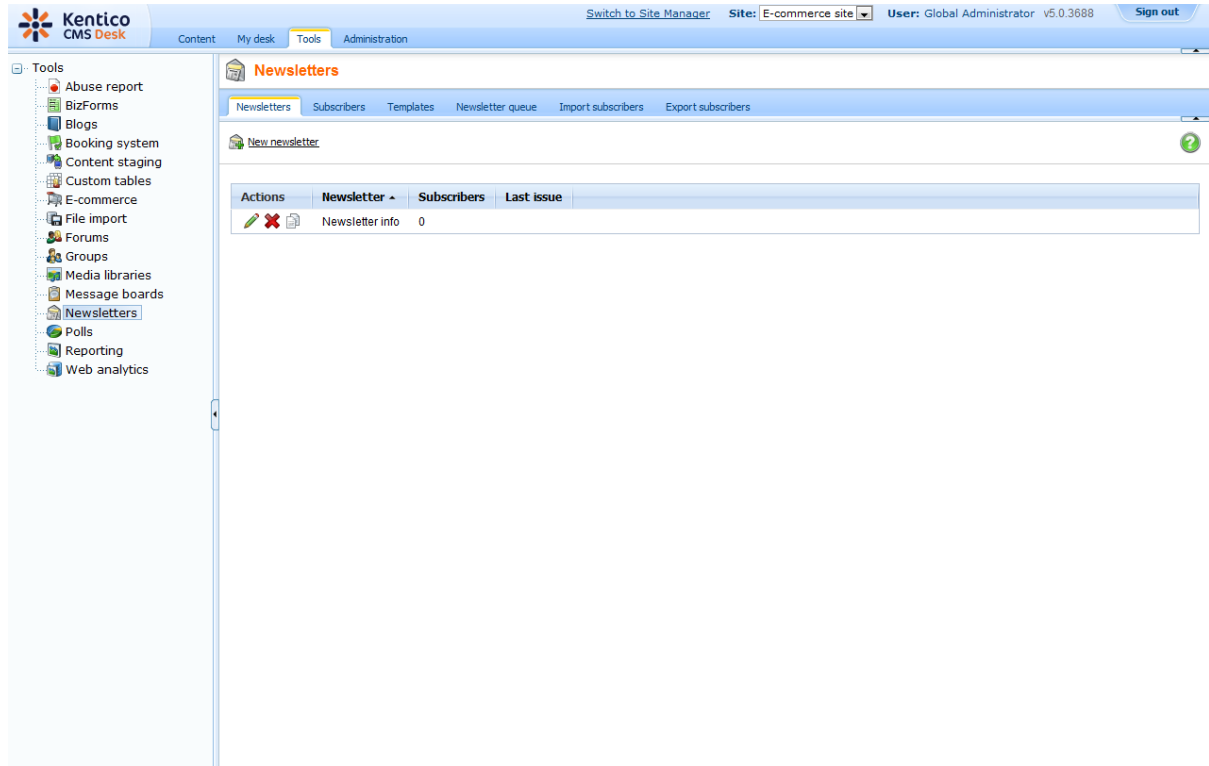 Kentico
CMS Desk
Switch to Site Manager Site: E-commerce site User: Global Administrator v5.0.3688 Sign out
Content My desk Tools Administration
Tools
Abuse report
BizForms
Blogs
Booking system
Content staging
Custom tables
E-commerce
File import
Forums
Groups
Media libraries
Message boards
Newsletters
Polls
Reporting
Web analytics
Newsletters
Newsletters Subscribers Templates Newsletter queue Import subscribers Export subscribers
New newsletter
Actions Newsletter Subscribers Last issue
Newsletter info 0